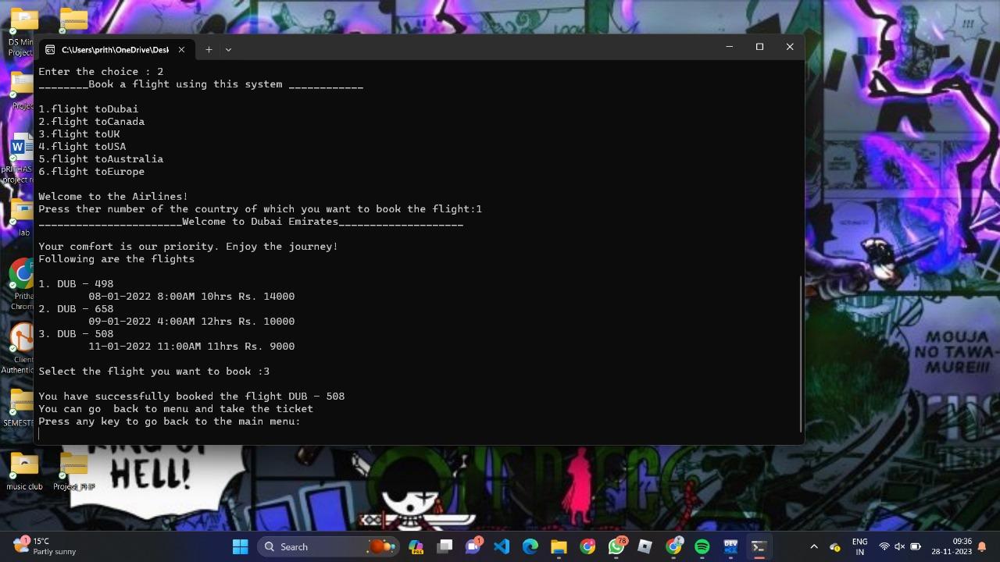 DS Min
Project
Projec
pRITHAS
project re
lab
Pritha
Chrom
Client
Authentic
SEMESTE
music club
Project_PHP
C:\Users\prith\OneDrive\Desk
Enter the choice : 2
________Book a flight using this system ____________
1.flight toDubai
2.flight toCanada
3.flight toUK
4.flight toUSA
5.flight toAustralia
6.flight toEurope
Welcome to the Airlines!
Press ther number of the country of which you want to book the flight:1
_______________________Welcome to Dubai Emirates____________________
Your comfort is our priority. Enjoy the journey!
Following are the flights
1. DUB - 498
08-01-2022 8:00AM 10hrs Rs. 14000
2. DUB - 658
09-01-2022 4:00AM 12hrs Rs. 10000
3. DUB - 508
11-01-2022 11:00AM 11hrs Rs. 9000
Select the flight you want to book :3
You have successfully booked the flight DUB - 508
You can go  back to menu and take the ticket
Press any key to go back to the main menu:
!!!
MOUJA
NO TAWA-
MURE!!!
HELL!
1
15°C
Partly sunny
Search
PRE
1
78
DEV
ENG
IN
09:36
28-11-2023